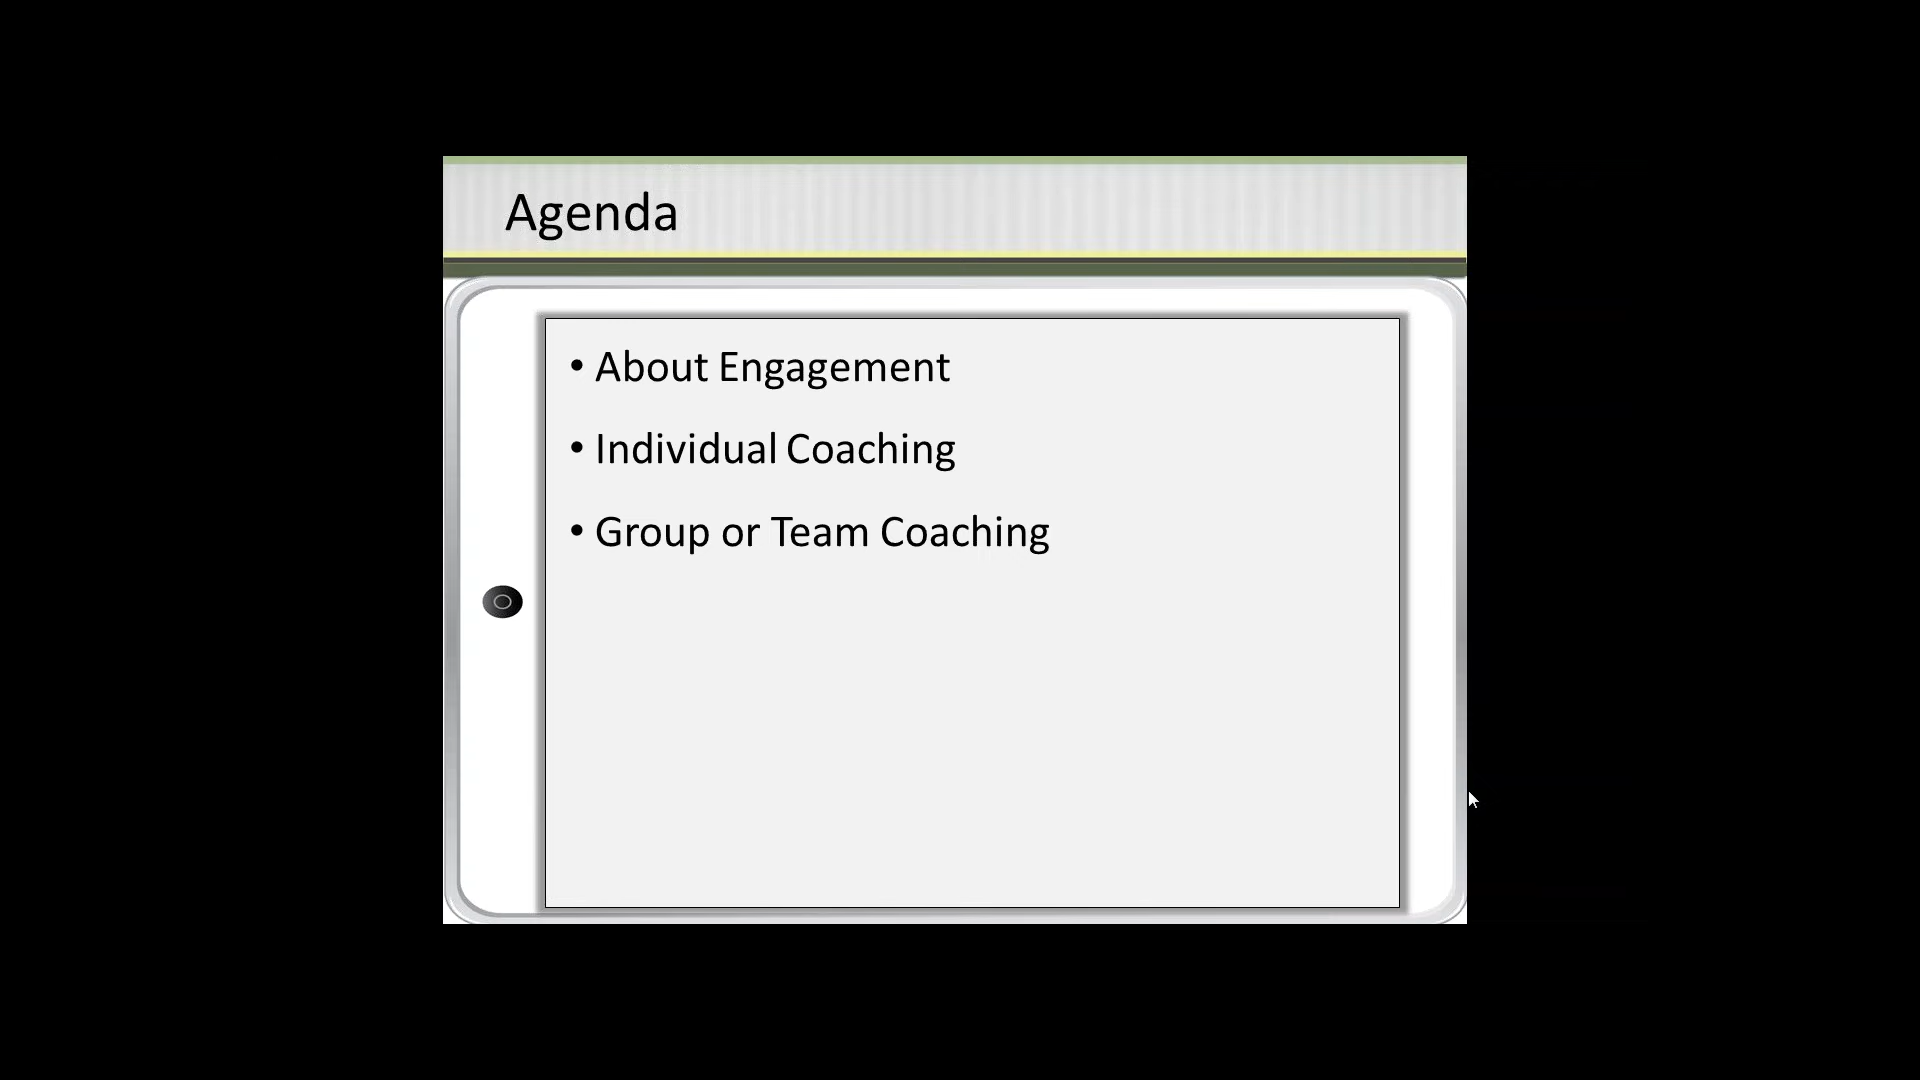 Agenda
• About Engagement
• Individual Coaching
• Group or Team Coaching